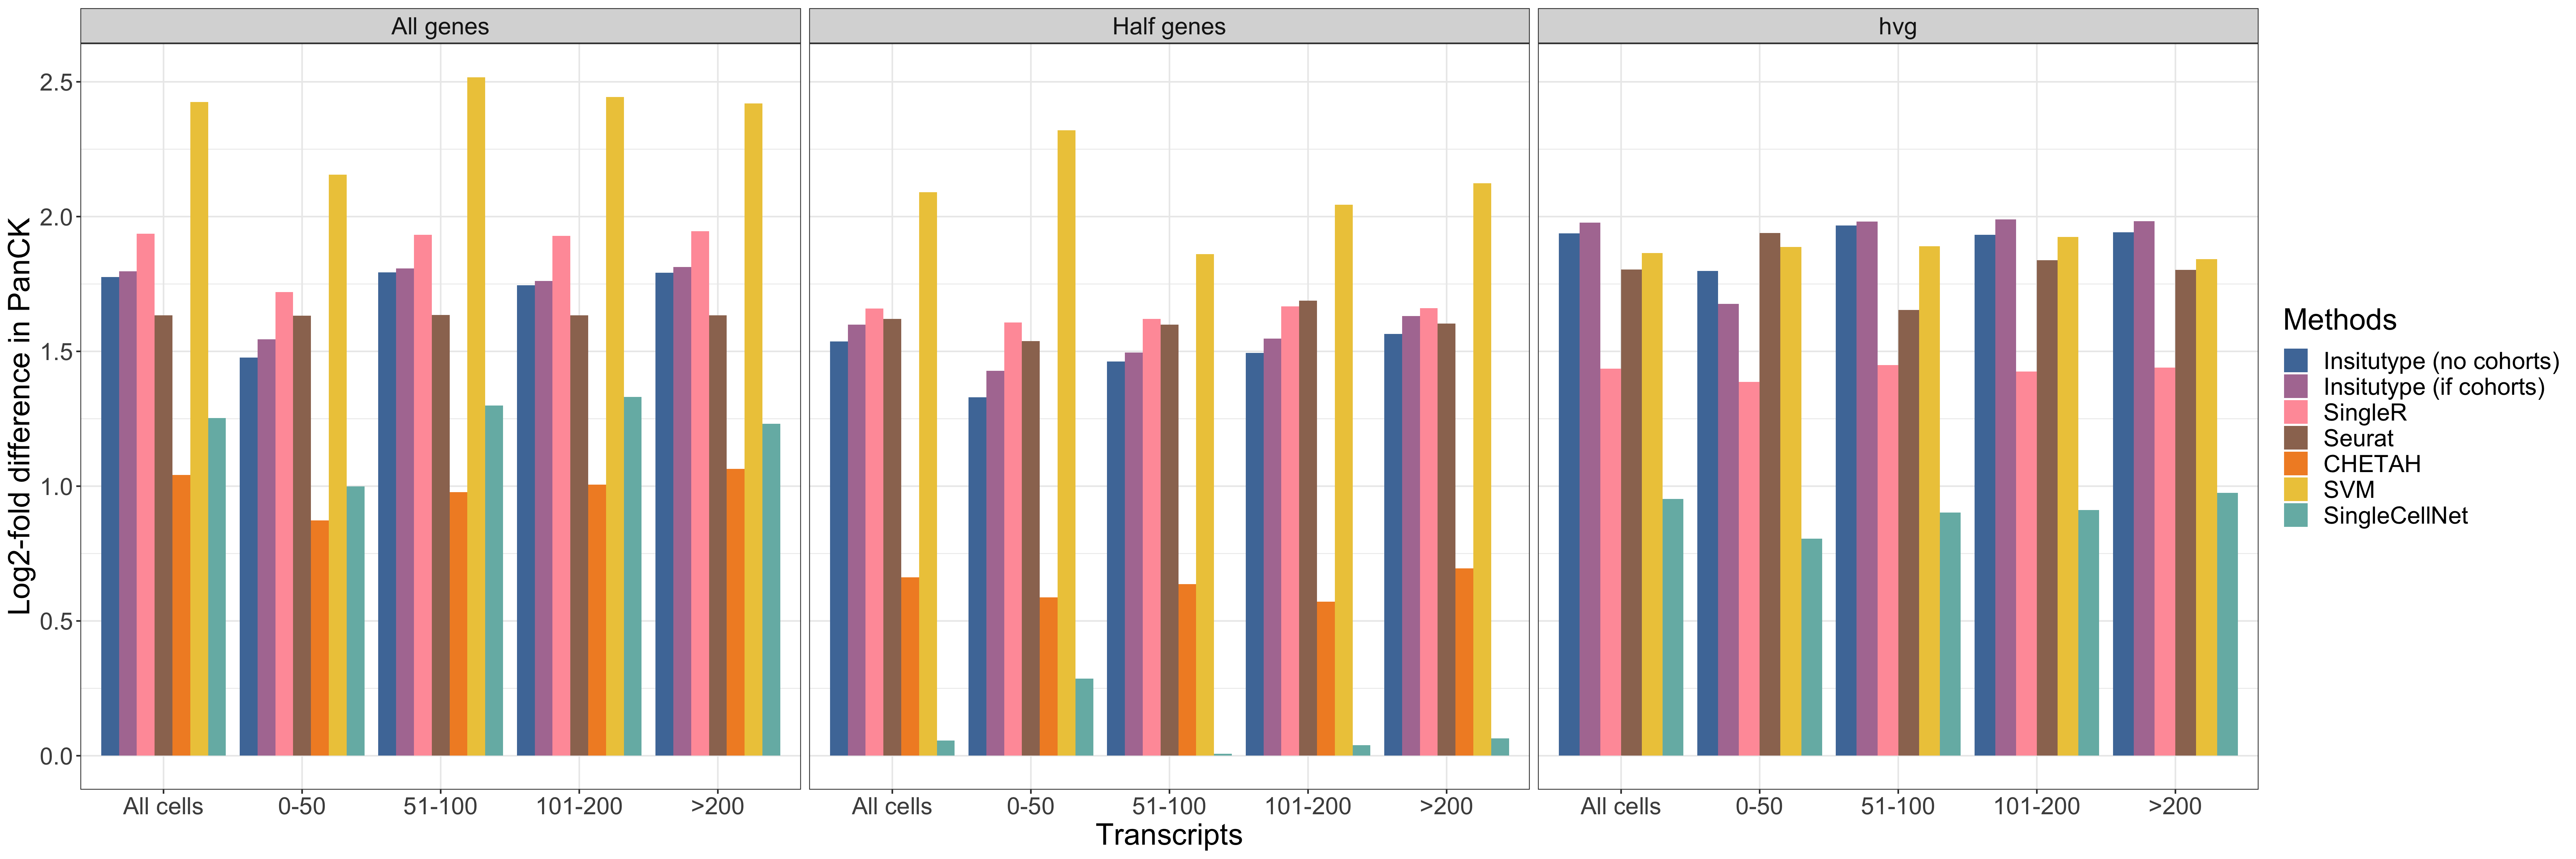 All genes
Half genes
hvg
Log2-fold difference in PanCK
2.5
2.0
1.5
1.0
0.5
0.0
All cells
0-50
51-100
101-200
>200
All cells
0-50
51-100
101-200
>200
All cells
0-50
51-100
101-200
>200
Transcripts
Methods
Insitutype (no cohorts)
Insitutype (if cohorts)
SingleR
Seurat
CHETAH
SVM
SingleCellNet